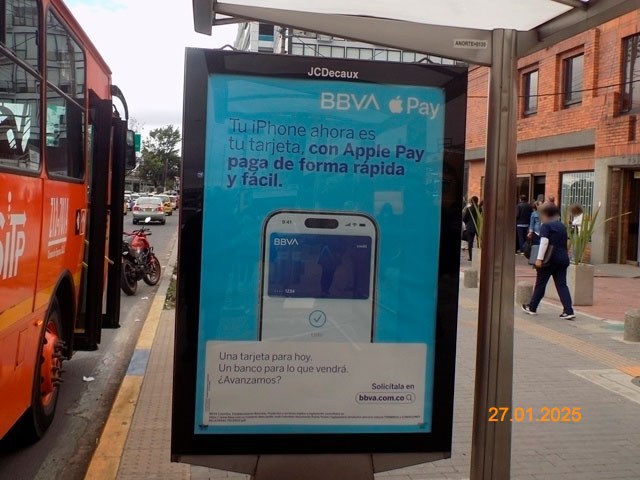 JCDecaux
BBVA Pay
Tu iPhone ahora es
tu tarjeta, con Apple Pay
paga de forma rápida
y fácil.
9:41
BBVA
Una tarjeta para hoy.
Un banco para lo que vendrá.
¿Avanzamos?
Solicítala en
bbva.com.co
SiTP
27.01.2025